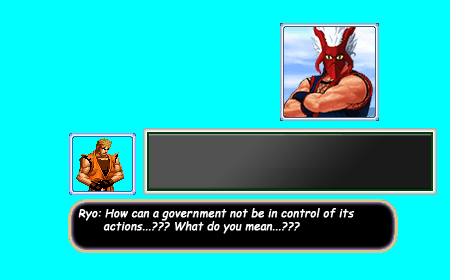 Ryo: How can a government not be in control of its
actions...??? What do you mean...???